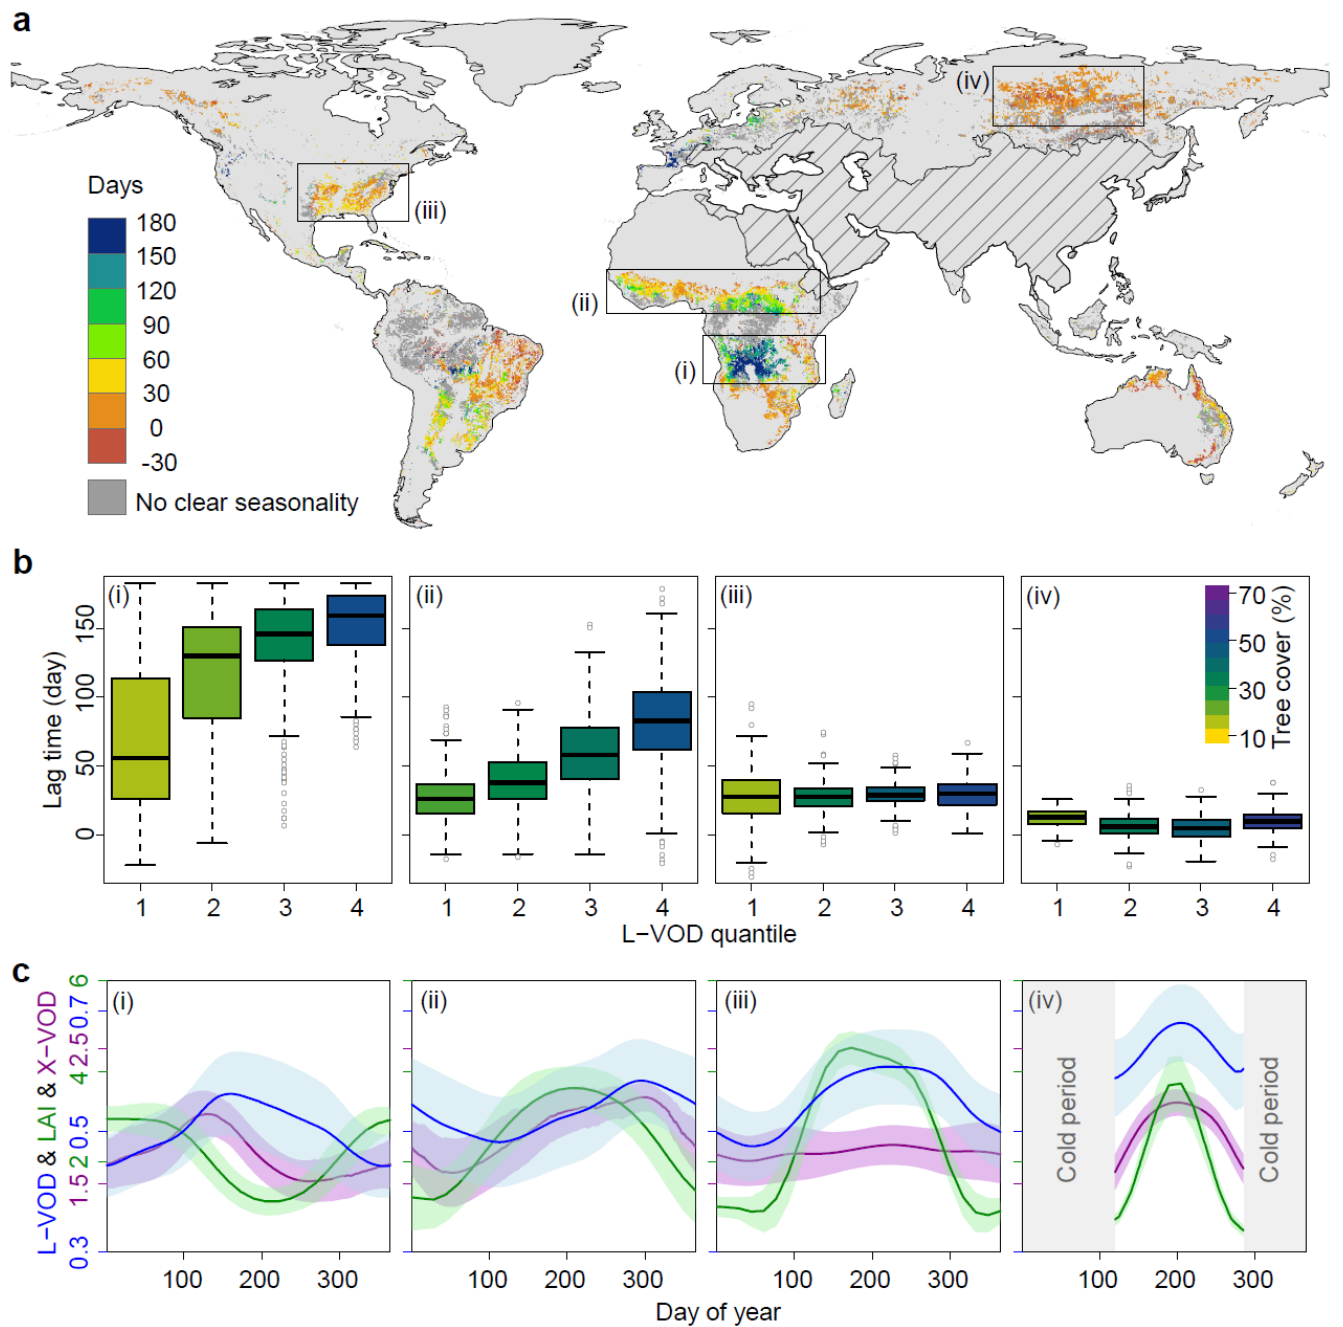 a
(iv)
Days
180
150
120
90
60
30
0
-30
No clear seasonality
(iii)
(ii)
(i)
b
Lag time (day)
150
100
50
0
(i)
(ii)
(iii)
(iv)
70
50
30
10
Tree cover (%)
1 2 3 4 1 2 3 4 1 2 3 4 1 2 3 4
L−VOD quantile
c
L−VOD & LAI & X−VOD
0.3 0.5 0.7
2 4 6
1.5 2.5
(i)
(ii)
(iii)
(iv)
Cold period
Cold period
100 200 300 100 200 300 100 200 300 100 200 300
Day of year